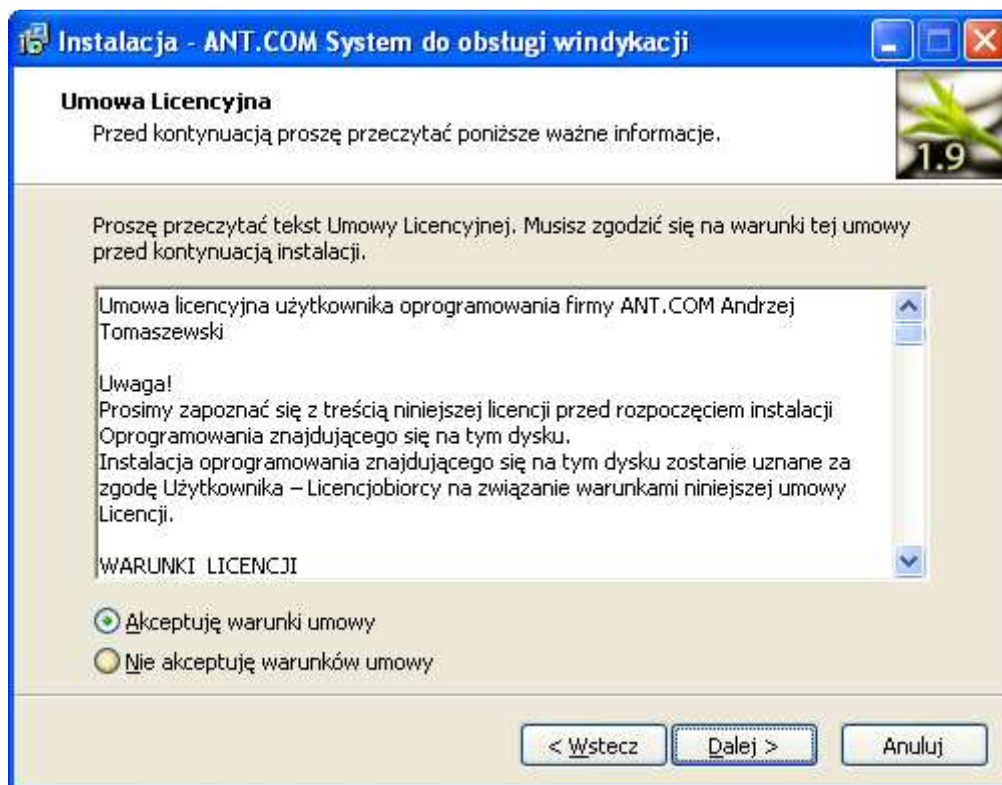 Instalacja - ANT.COM System do obsługi windykacji
Umowa Licencyjna
Przed kontynuacją proszę przeczytać poniższe ważne informacje.
1.9
Proszę przeczytać tekst Umowy Licencyjnej. Musisz zgodzić się na warunki tej umowy
przed kontynuacją instalacji.
Umowa licencyjna użytkownika oprogramowania firmy ANT.COM Andrzej
Tomaszewski
Uwaga!
Prosimy zapoznać się z treścią niniejszej licencji przed rozpoczęciem instalacji
Oprogramowania znajdującego się na tym dysku.
Instalacja oprogramowania znajdującego się na tym dysku zostanie uznane za
zgodę Użytkownika – Licencjobiorcy na związanie warunkami niniejszej umowy
Licencji.
WARUNKI LICENCJI
Akceptuję warunki umowy
Nie akceptuję warunków umowy
< Wstecz
Dalej >
Anuluj